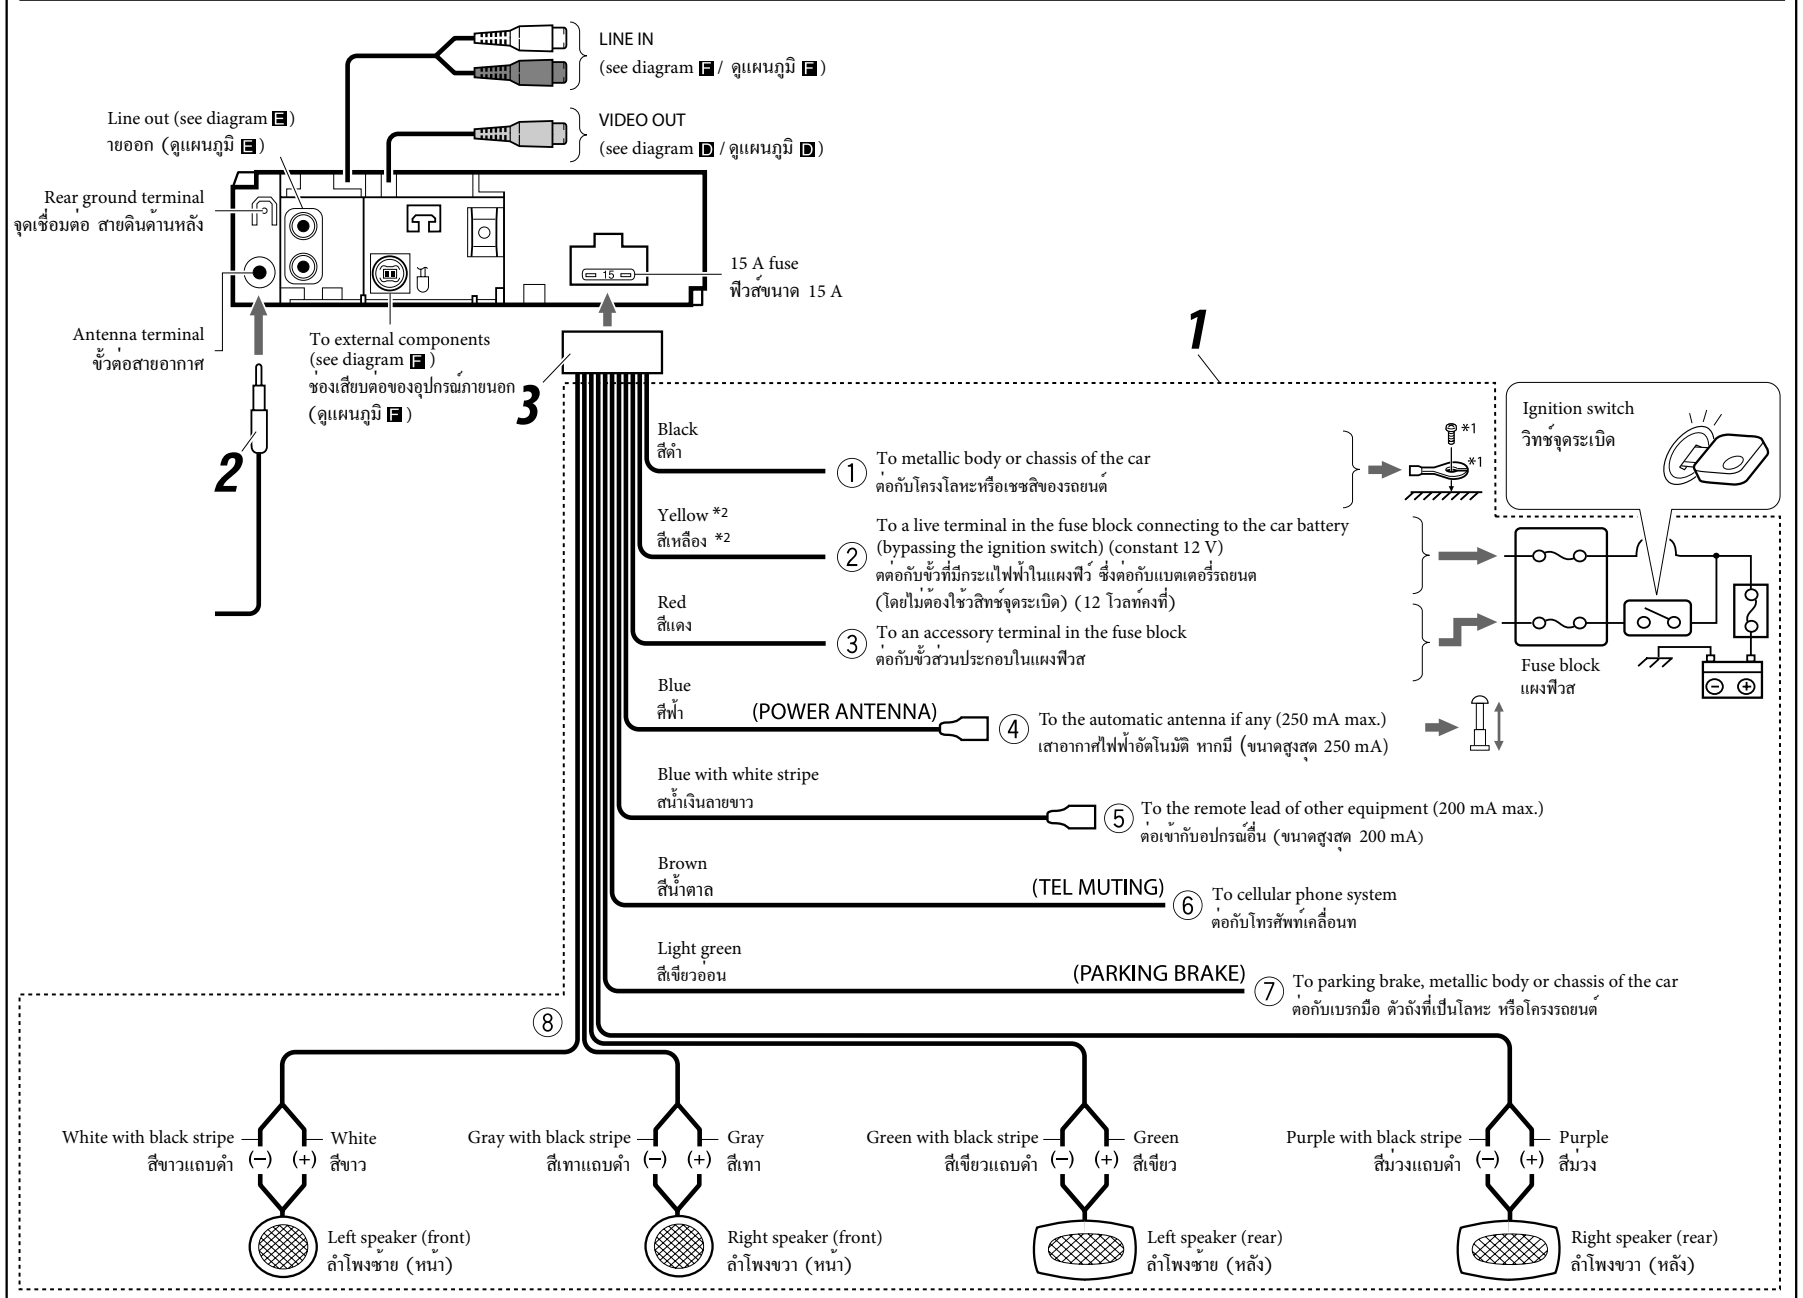 LINE IN
(see diagram F / ดูแผนภูมิ F)
Line out (see diagram E)
ายออก (ดูแผนภูมิ E)
VIDEO OUT
(see diagram D / ดูแผนภูมิ D)
Rear ground terminal
จุดเชื่อมต่อ สายดินด้านหลัง
15
15 A fuse
ฟิวส์ขนาด 15 A
Antenna terminal
ขั้วต่อสายอากาศ
To external components
(see diagram F )
ช่องเสียบต่อของอุปกรณ์ภายนอก
(ดูแผนภูมิ F )
1
2
3
Ignition switch
วิทช์จุดระเบิด
Black
สีดำ
① To metallic body or chassis of the car
ต่อกับโครงโลหะหรือเชซสิของรถยนต์
*1
*1
Yellow *2
สีเหลือง *2
② To a live terminal in the fuse block connecting to the car battery
(bypassing the ignition switch) (constant 12 V)
ตต่อกับขั้วที่มีกระแไฟฟ้าในแผงฟิว์ ซึ่งต่อกับแบตเตอรี่รถยนต
(โดยไม่ต้องใช้วสิทช์จุดระเบิด) (12 โวลท์คงที่)
Red
สีแดง
③ To an accessory terminal in the fuse block
ต่อกับขั้วส่วนประกอบในแผงฟิวส
Fuse block
แผงฟิวส
Blue
ศีฟ้า
(POWER ANTENNA)
④ To the automatic antenna if any (250 mA max.)
เสาอากาศไฟฟ้าอัตโนมัติ หากมี (ขนาดสูงสุด 250 mA)
Blue with white stripe
สน้ำเงินลายขาว
⑤ To the remote lead of other equipment (200 mA max.)
ต่อเข้ากับอปกรณ์อื่น (ขนาดสูงสุด 200 mA)
Brown
สีน้ำตาล
(TEL MUTING)
⑥ To cellular phone system
ต่อกับโทรศัพท์เคลื่อนท
Light green
สีเขียวอ่อน
(PARKING BRAKE)
⑦ To parking brake, metallic body or chassis of the car
ต่อกับเบรกมือ ตัวถังที่เป็นโลหะ หรือโครงรถยนต์
⑧
White with black stripe
สีขาวแถบดำ
(−)
(+)
White
สีขาว
Gray with black stripe
สีเทาแถบดำ
(−)
(+)
Gray
สีเทา
Green with black stripe
สีเขียวแถบดำ
(−)
(+)
Green
สีเขียว
Purple with black stripe
สีม่วงแถบดำ
(−)
(+)
Purple
สีม่วง
Left speaker (front)
ลำโพงซ้าย (หน้า)
Right speaker (front)
ลำโพงขวา (หน้า)
Left speaker (rear)
ลำโพงซ้าย (หลัง)
Right speaker (rear)
ลำโพงขวา (หลัง)